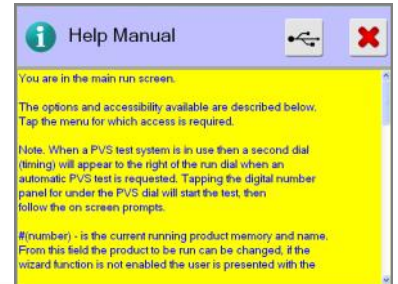 Help Manual
You are in the main run screen.
The options and accessibility available are described below.
Tap the menu for which access is required.
Note. When a PVS test system is in use then a second dial
(timing) will appear to the right of the run dial when an
automatic PVS test is requested. Tapping the digital number
panel for under the PVS dial will start the test, then
follow the on screen prompts.
#(number) - is the current running product memory and name.
From this field the product to be run can be changed, if the
wizard function is not enabled the user is presented with the